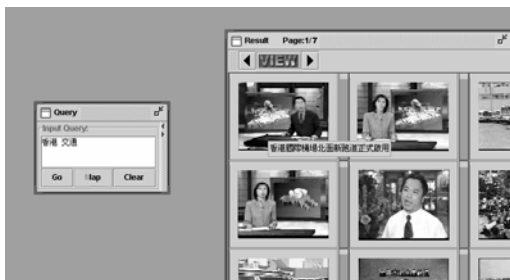 Result Page:1/7
VIEW
Query
Input Query:
香港 交通
Go Map Clear
香港國際機場北面新跑道正式啟用